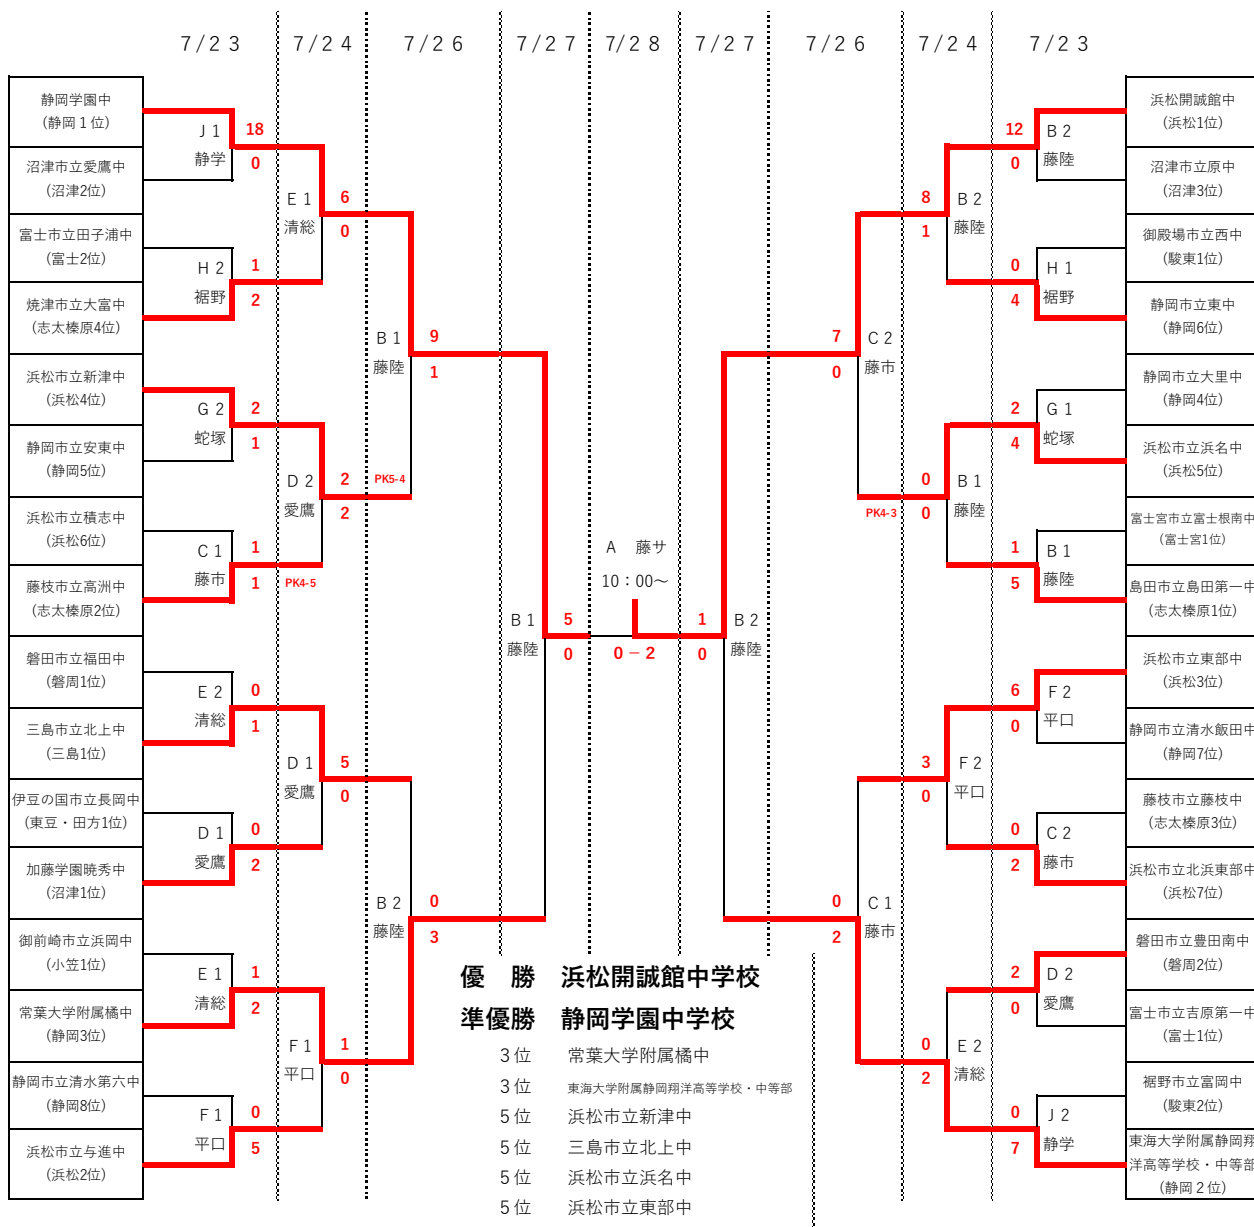 7/２３
7/２４
7/２６
7/２７
7/２８
7/２７
7/２６
7/２４
7/２３
静岡学園中
(静岡１位)
沼津市立愛鷹中
(沼津2位)
富士市立田子浦中
(富士2位)
焼津市立大富中
(志太榛原4位)
浜松市立新津中
(浜松4位)
静岡市立安東中
(静岡5位)
浜松市立積志中
(浜松6位)
藤枝市立高洲中
(志太榛原2位)
磐田市立福田中
(磐周1位)
三島市立北上中
(三島1位)
伊豆の国市立長岡中
(東豆・田方1位)
加藤学園暁秀中
(沼津1位)
御前崎市立浜岡中
(小笠1位)
常葉大学附属橘中
(静岡3位)
静岡市立清水第六中
(静岡8位)
浜松市立与進中
(浜松2位)
J１
静学
18
0
H２
裾野
1
2
G２
蛇塚
2
1
C１
藤市
1
1
PK4-5
E２
清総
0
1
D１
愛鷹
0
2
E１
清総
1
2
F１
平口
0
5
E１
清総
6
0
D２
愛鷹
2
2
PK5-4
D１
愛鷹
5
0
F１
平口
1
0
B１
藤陸
9
1
B２
藤陸
0
3
B１
藤陸
5
0
A　藤サ
10：00～
0 － 2
1
0
B２
藤陸
7
0
C２
藤市
0
2
C１
藤市
8
1
B２
藤陸
0
0
PK4-3
B１
藤陸
3
0
F２
平口
0
2
E２
清総
12
0
B２
藤陸
0
4
H１
裾野
2
4
G１
蛇塚
1
5
B１
藤陸
6
0
F２
平口
0
2
C２
藤市
2
0
D２
愛鷹
0
7
J２
静学
浜松開誠館中
(浜松1位)
沼津市立原中
(沼津3位)
御殿場市立西中
(駿東1位)
静岡市立東中
(静岡6位)
静岡市立大里中
(静岡4位)
浜松市立浜名中
(浜松5位)
富士宮市立富士根南中
(富士宮1位)
島田市立島田第一中
(志太榛原1位)
浜松市立東部中
(浜松3位)
静岡市立清水飯田中
(静岡7位)
藤枝市立藤枝中
(志太榛原3位)
浜松市立北浜東部中
(浜松7位)
磐田市立豊田南中
(磐周2位)
富士市立吉原第一中
(富士1位)
裾野市立富岡中
(駿東2位)
東海大学附属静岡翔
洋高等学校・中等部
(静岡２位)
優　勝　浜松開誠館中学校
準優勝　静岡学園中学校
３位　常葉大学附属橘中
３位　東海大学附属静岡翔洋高等学校・中等部
５位　浜松市立新津中
５位　三島市立北上中
５位　浜松市立浜名中
５位　浜松市立東部中